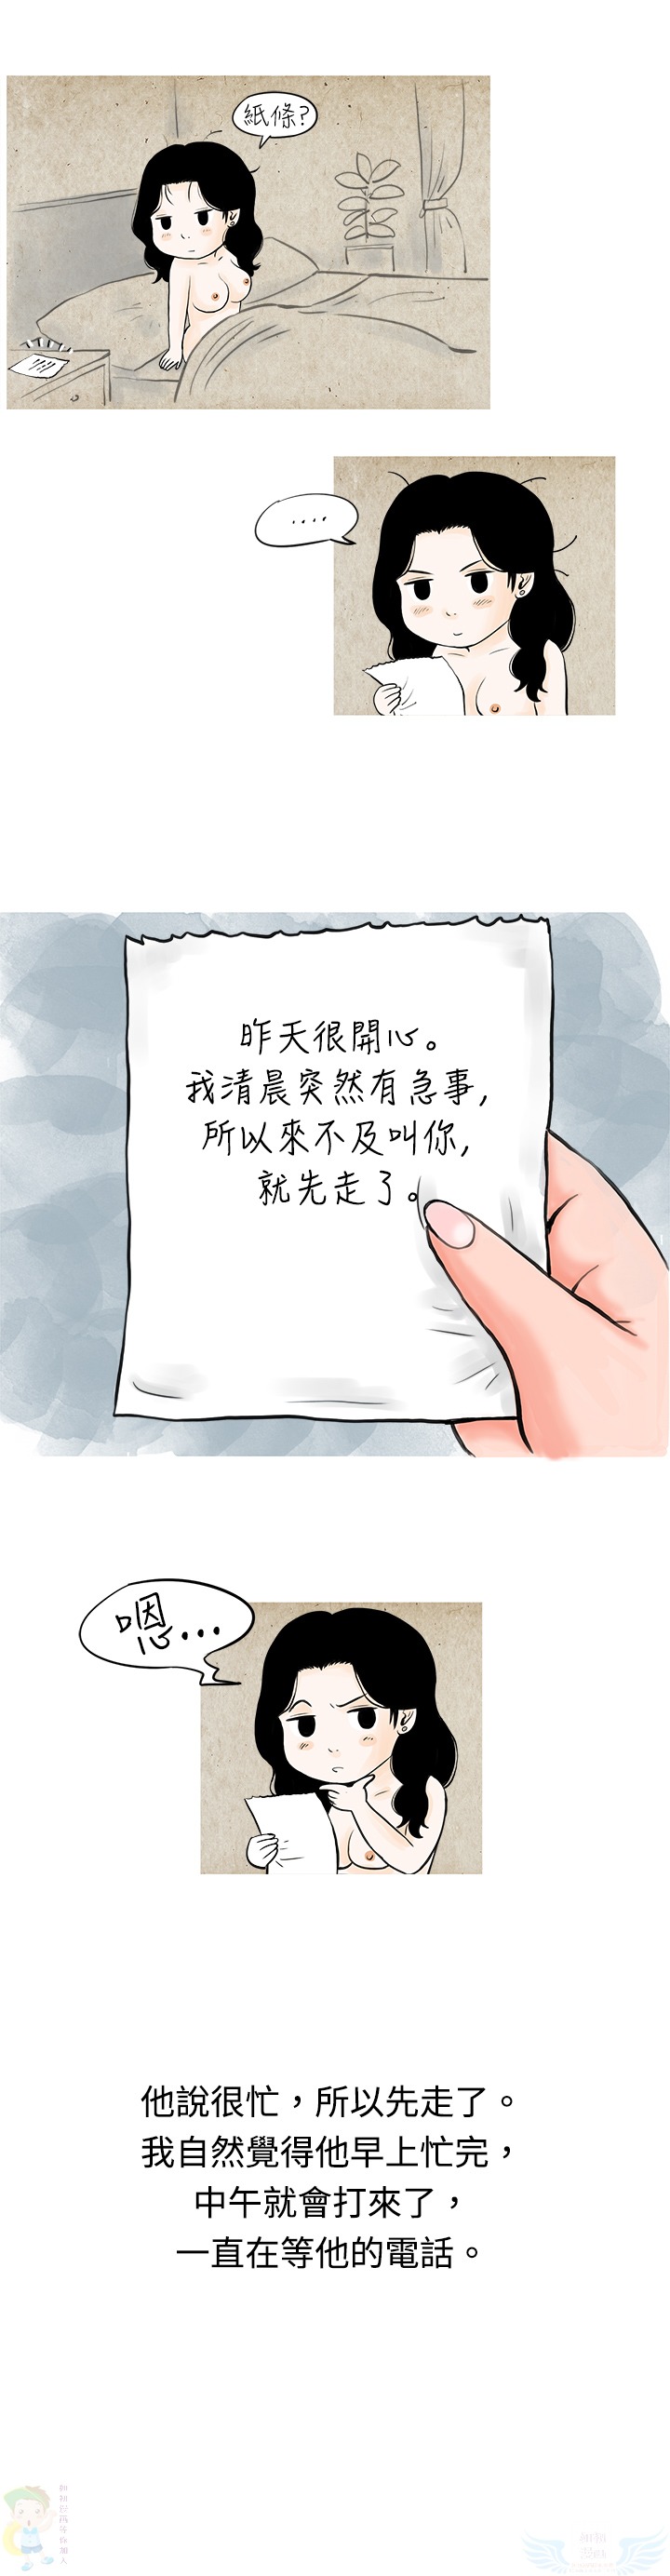 紙條?
....
昨天很開心。
我清晨突然有急事,
所以來不及叫你,
就先走了。
嗯...
他說很忙，所以先走了。
我自然覺得他早上忙完，
中午就會打來了，
一直在等他的電話。